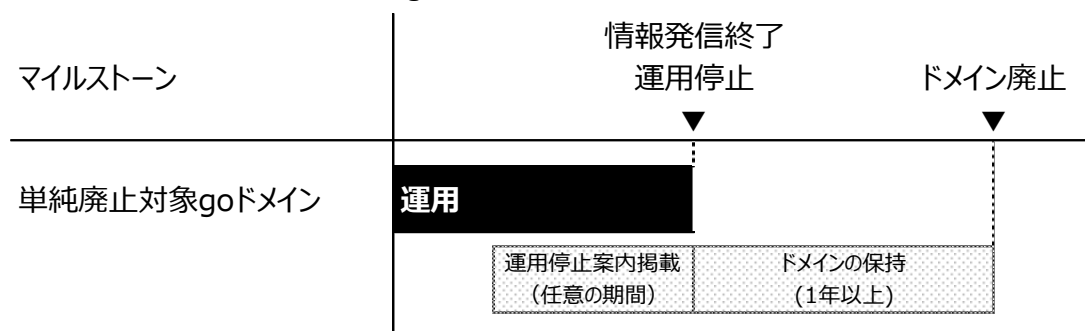 情報発信終了
マイルストーン 運用停止 ドメイン廃止
▼ ▼
単純廃止対象goドメイン 運用
運用停止案内掲載 ドメインの保持
（任意の期間） (1年以上)